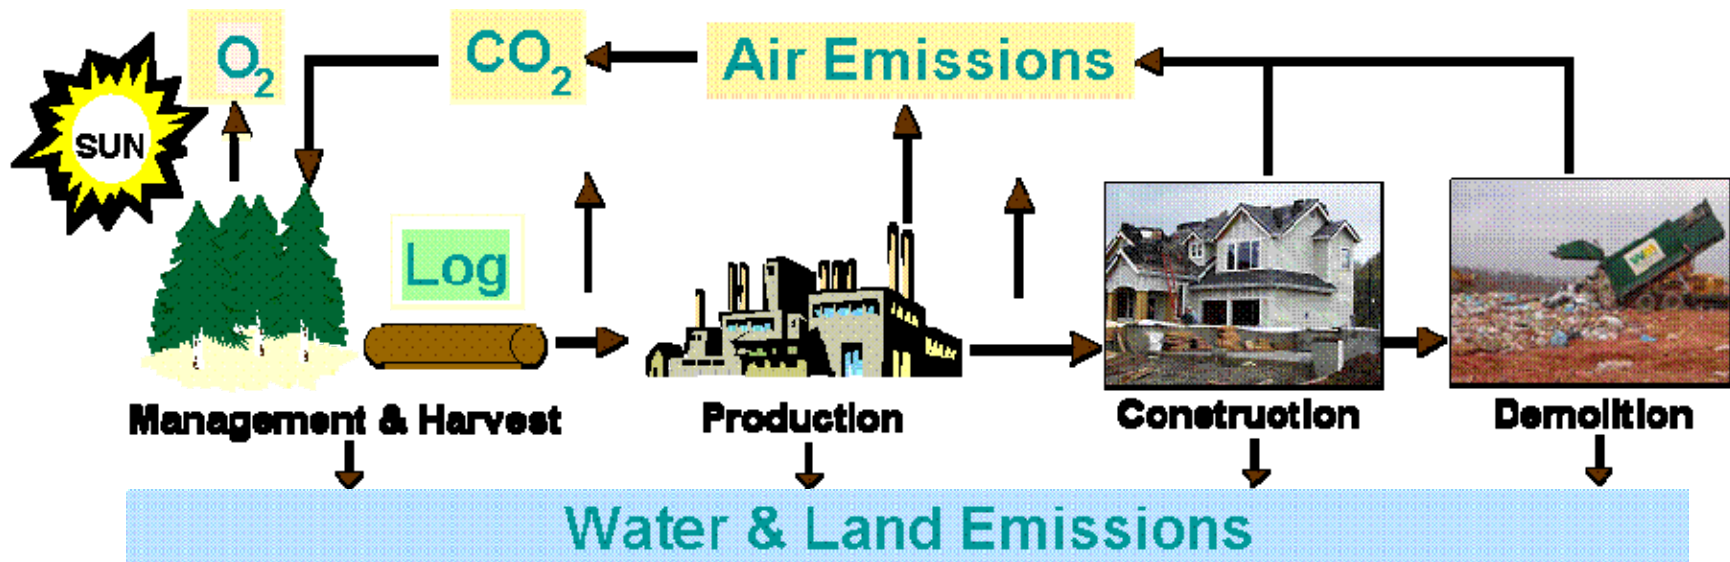 O₂
CO₂
Air Emissions
SUN
Log
Management & Harvest
Production
Construction
Demolition
Water & Land Emissions